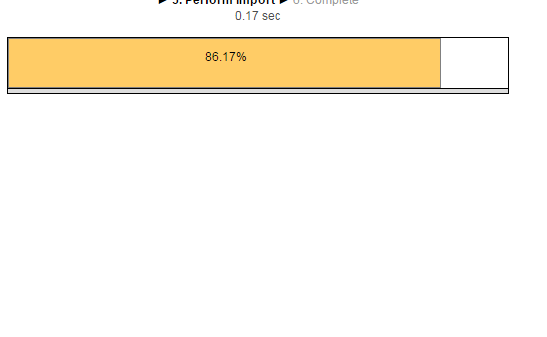 ► 5. Perform Import ► 6. Complete
0.17 sec
86.17%